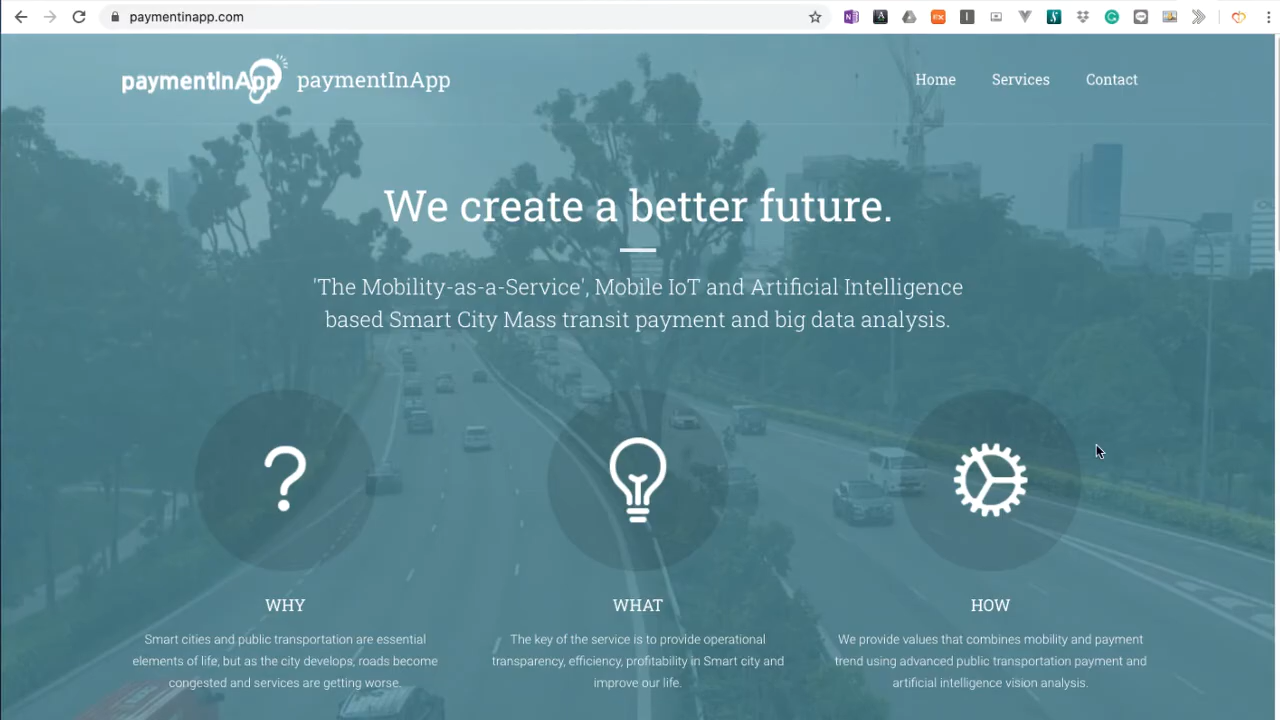 paymentinapp.com
paymentInApp
paymentInApp
Home
Services
Contact
We create a better future.
'The Mobility-as-a-Service', Mobile IoT and Artificial Intelligence
based Smart City Mass transit payment and big data analysis.
WHY
Smart cities and public transportation are essential
elements of life, but as the city develops, roads become
congested and services are getting worse.
WHAT
The key of the service is to provide operational
transparency, efficiency, profitability in Smart city and
improve our life.
HOW
We provide values that combines mobility and payment
trend using advanced public transportation payment and
artificial intelligence vision analysis.